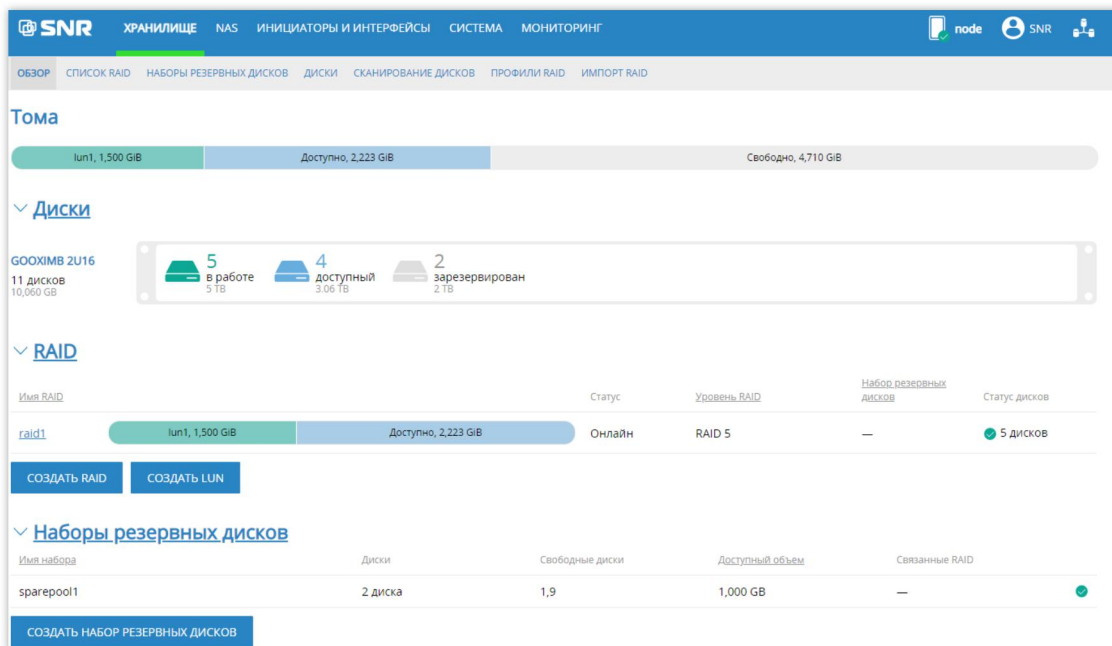 SNR ХРАНИЛИЩЕ NAS ИНИЦИАТОРЫ И ИНТЕРФЕЙСЫ СИСТЕМА МОНИТОРИНГ node SNR
ОБЗОР СПИСОК RAID НАБОРЫ РЕЗЕРВНЫХ ДИСКОВ ДИСКИ СКАНИРОВАНИЕ ДИСКОВ ПРОФИЛИ RAID ИМПОРТ RAID
Тома
lun1, 1,500 GiB Доступно, 2,223 GiB Свободно, 4,710 GiB
Диски
GOOXIMB 2U16
11 дисков
10,060 GB
5 4 2
в работе доступный зарезервирован
5 TB 3.06 TB 2 TB
RAID
Имя RAID Статус Уровень RAID Набор резервных дисков Статус дисков
raid1 lun1, 1,500 GiB Доступно, 2,223 GiB Онлайн RAID 5 — 5 дисков
СОЗДАТЬ RAID СОЗДАТЬ LUN
Наборы резервных дисков
Имя набора Диски Свободные диски Доступный объем Связанные RAID
sparepool1 2 диска 1,9 1,000 GB —
СОЗДАТЬ НАБОР РЕЗЕРВНЫХ ДИСКОВ